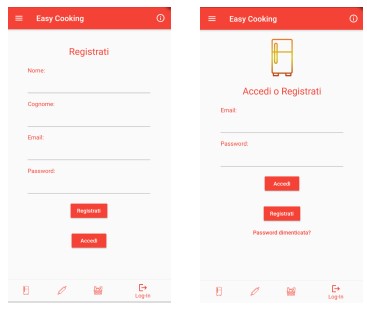 Easy Cooking
Registrati
Nome:
Cognome:
Email:
Password:
Registrati
Accedi
Log-In
Easy Cooking
Accedi o Registrati
Email:
Password:
Accedi
Registrati
Password dimenticata?
Log-In